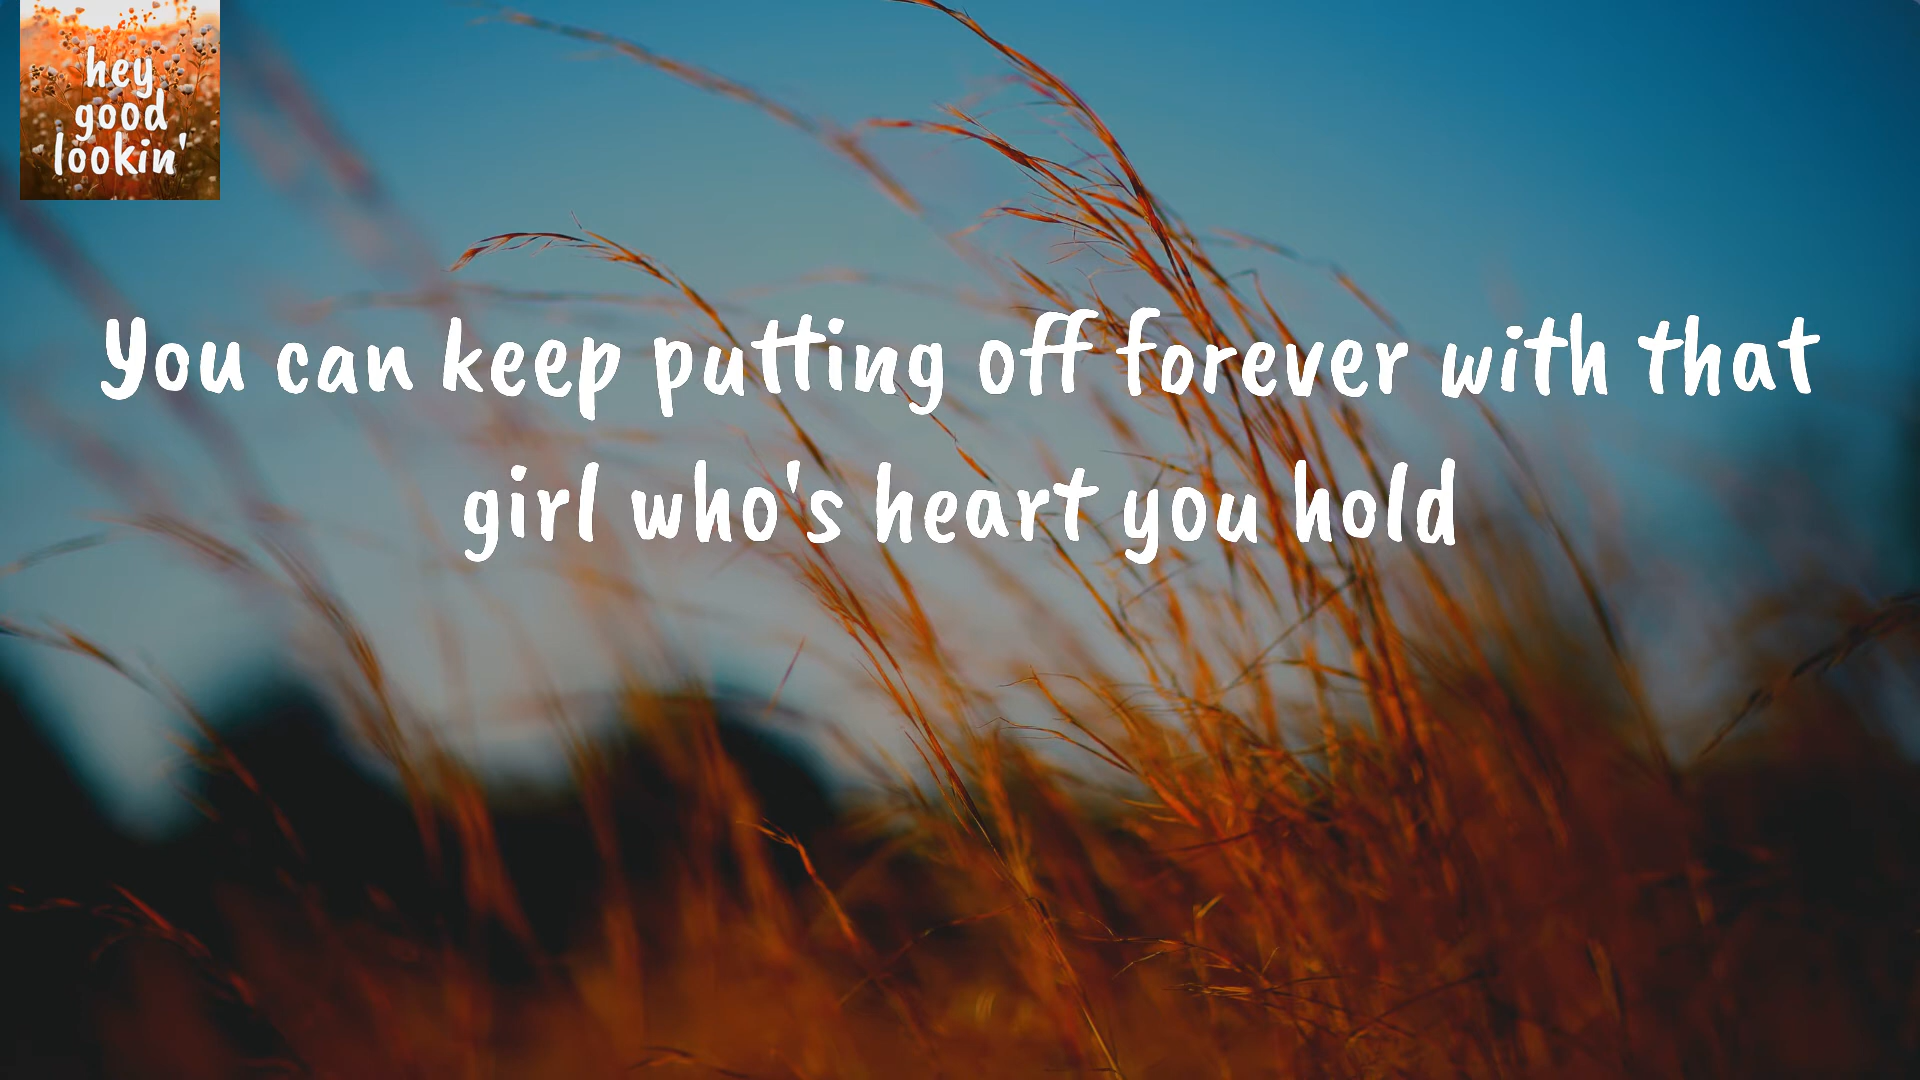 hey
good
lookin'
You can keep putting off forever with that
girl who's heart you hold